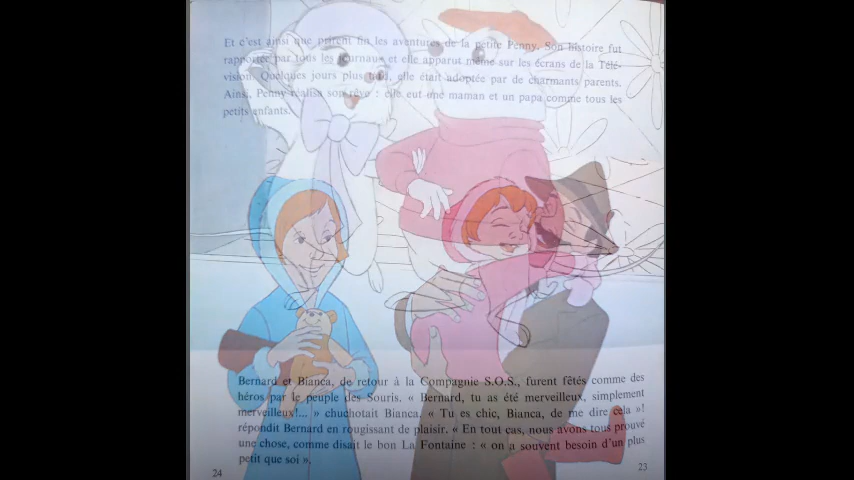 Et c'est ainsi que prirent fin les aventures de la petite Penny. Son histoire fut
rapportée par tous les journaux et elle apparut même sur les écrans de la Télé-
vision. Quelques jours plus tard, elle était adoptée par de charmants parents.
Ainsi, Penny réalisa son rêve : elle eut une maman et un papa comme tous les
petits enfants.
Bernard et Bianca, de retour à la Compagnie S.O.S., furent fêtés comme des
héros par le peuple des Souris. « Bernard, tu as été merveilleux, simplement
merveilleux!... » chuchotait Bianca. « Tu es chic, Bianca, de me dire cela »!
répondit Bernard en rougissant de plaisir. « En tout cas, nous avons tous prouvé
une chose, comme disait le bon La Fontaine : « on a souvent besoin d'un plus
petit que soi ».
24
23